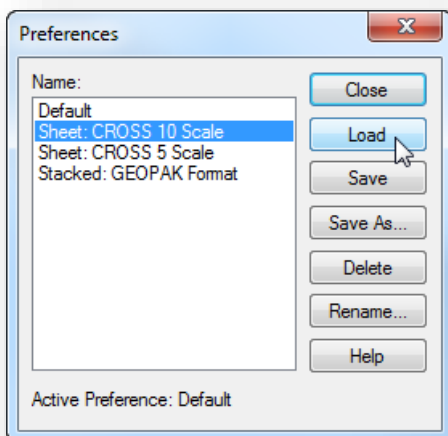 Preferences
Name:
Default
Sheet: CROSS 10 Scale
Sheet: CROSS 5 Scale
Stacked: GEOPAK Format
Close
Load
Save
Save As...
Delete
Rename...
Help
Active Preference: Default